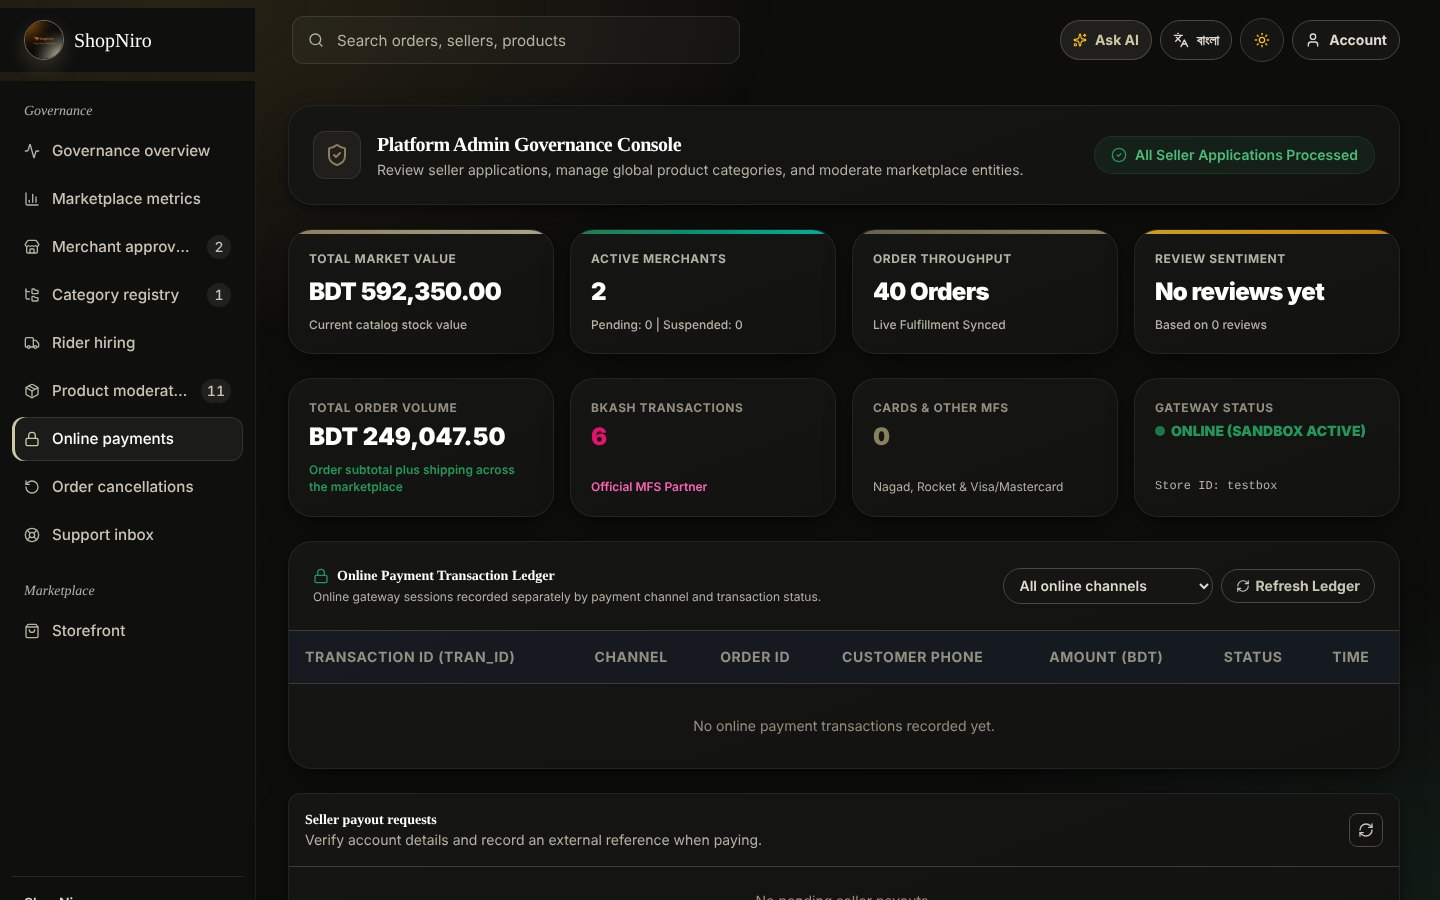 ShopNiro
Search orders, sellers, products
Ask AI
বাংলা
Account
Governance
Governance overview
Marketplace metrics
Merchant approv... 2
Category registry 1
Rider hiring
Product moderat... 11
Online payments
Order cancellations
Support inbox
Marketplace
Storefront
Platform Admin Governance Console
Review seller applications, manage global product categories, and moderate marketplace entities.
All Seller Applications Processed
TOTAL MARKET VALUE
BDT 592,350.00
Current catalog stock value
ACTIVE MERCHANTS
2
Pending: 0 | Suspended: 0
ORDER THROUGHPUT
40 Orders
Live Fulfillment Synced
REVIEW SENTIMENT
No reviews yet
Based on 0 reviews
TOTAL ORDER VOLUME
BDT 249,047.50
Order subtotal plus shipping across
the marketplace
BKASH TRANSACTIONS
6
Official MFS Partner
CARDS & OTHER MFS
0
Nagad, Rocket & Visa/Mastercard
GATEWAY STATUS
ONLINE (SANDBOX ACTIVE)
Store ID: testbox
Online Payment Transaction Ledger
Online gateway sessions recorded separately by payment channel and transaction status.
All online channels
Refresh Ledger
TRANSACTION ID (TRAN_ID) CHANNEL ORDER ID CUSTOMER PHONE AMOUNT (BDT) STATUS TIME
No online payment transactions recorded yet.
Seller payout requests
Verify account details and record an external reference when paying.
No pending seller payouts